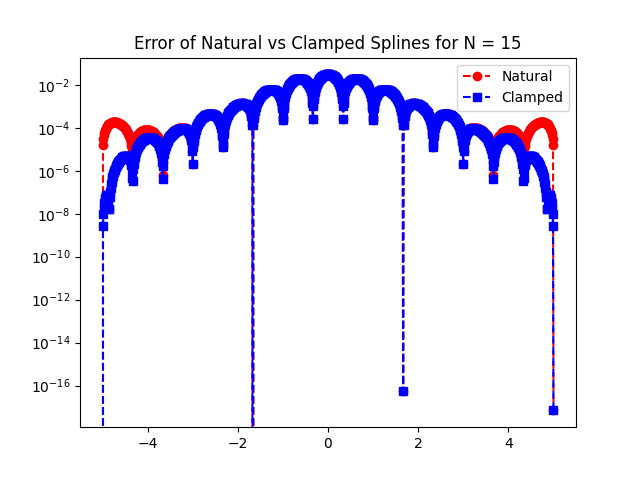 Error of Natural vs Clamped Splines for N = 15
Natural
Clamped
10⁻²
10⁻⁴
10⁻⁶
10⁻⁸
10⁻¹⁰
10⁻¹²
10⁻¹⁴
10⁻¹⁶
−4 −2 0 2 4